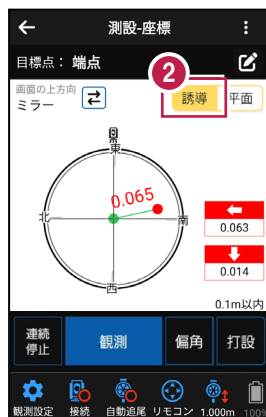 測設-座標
目標点： 端点
2
画面の上方向
ミラー
誘導 平面
東
0.065
北
南
西
0.063
0.014
0.1m以内
連続
停止
観測
偏角
打設
観測設定 接続 自動追尾 リモコン 1.000m 100%